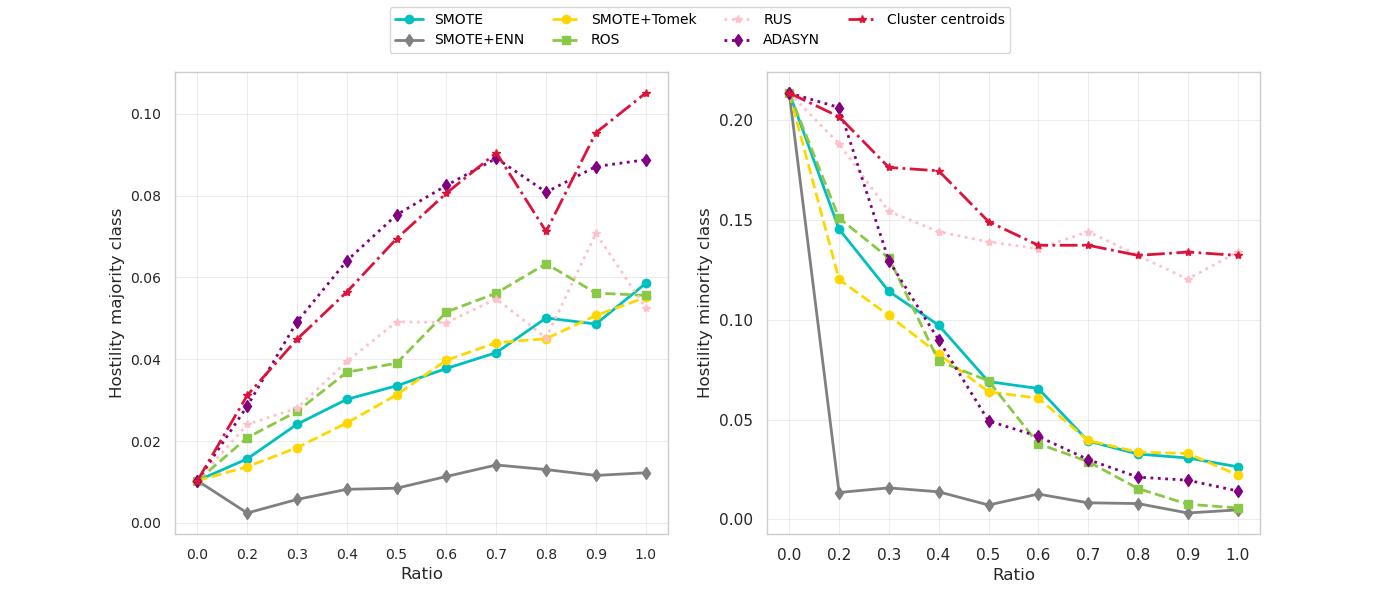 SMOTE
SMOTE+ENN
SMOTE+Tomek
ROS
RUS
ADASYN
Cluster centroids
Hostility majority class
0.10
0.08
0.06
0.04
0.02
0.00
0.0 0.2 0.3 0.4 0.5 0.6 0.7 0.8 0.9 1.0
Ratio
Hostility minority class
0.20
0.15
0.10
0.05
0.00
0.0 0.2 0.3 0.4 0.5 0.6 0.7 0.8 0.9 1.0
Ratio